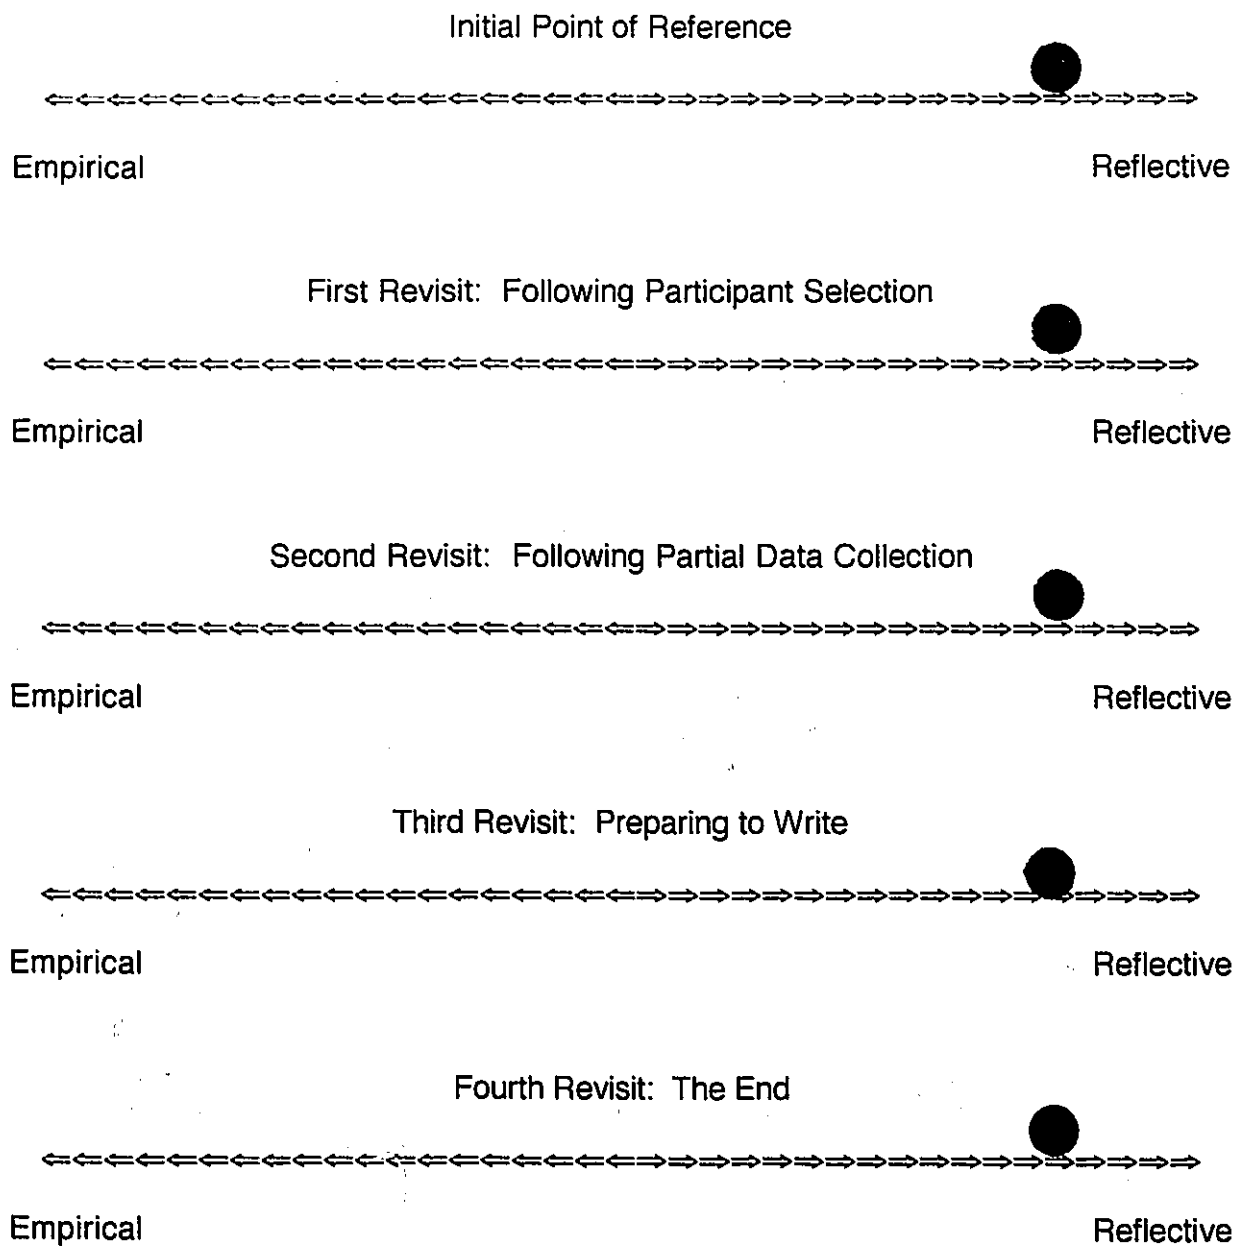 Initial Point of Reference
Empirical Reflective
First Revisit: Following Participant Selection
Empirical Reflective
Second Revisit: Following Partial Data Collection
Empirical Reflective
Third Revisit: Preparing to Write
Empirical Reflective
Fourth Revisit: The End
Empirical Reflective